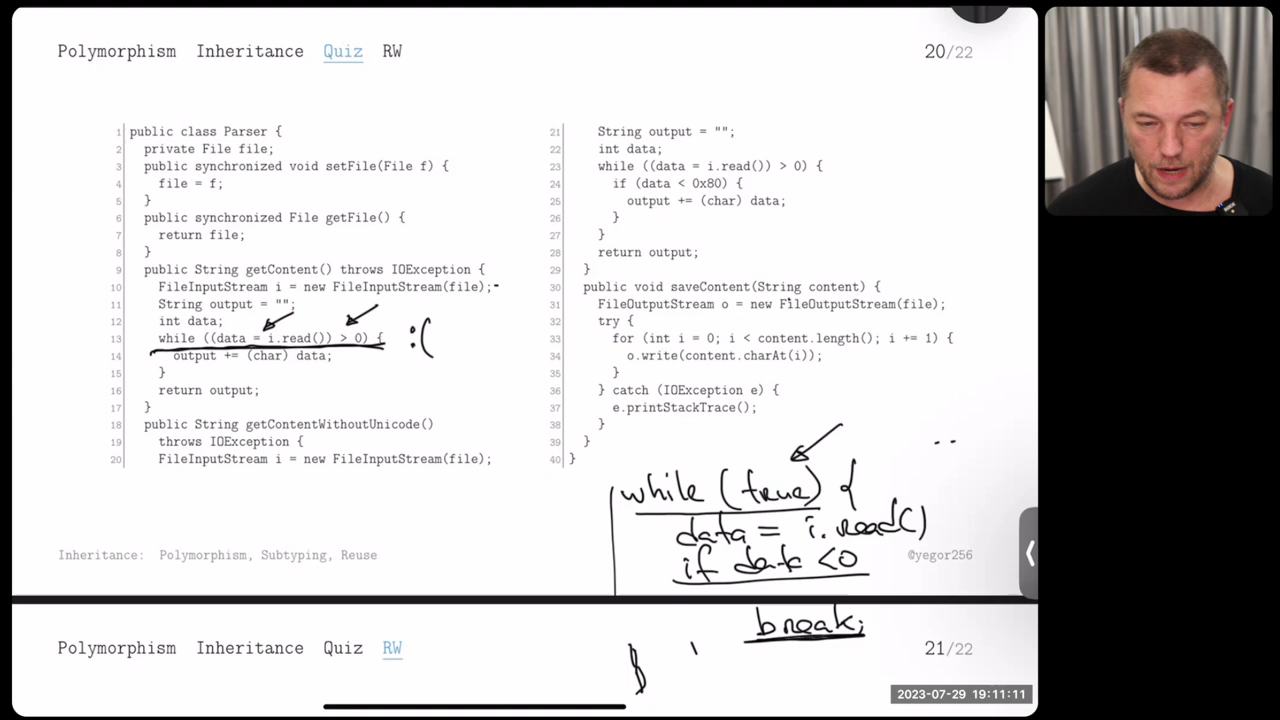 Polymorphism Inheritance Quiz RW
20/22
1 public class Parser {
2 private File file;
3 public synchronized void setFile(File f) {
4 file = f;
5 }
6 public synchronized File getFile() {
7 return file;
8 }
9 public String getContent() throws IOException {
10 FileInputStream i = new FileInputStream(file);
11 String output = "";
12 int data;
13 while ((data = i.read()) > 0) {
14 output += (char) data;
15 }
16 return output;
17 }
18 public String getContentWithoutUnicode()
19 throws IOException {
20 FileInputStream i = new FileInputStream(file);
:(
21 String output = "";
22 int data;
23 while ((data = i.read()) > 0) {
24 if (data < 0x80) {
25 output += (char) data;
26 }
27 }
28 return output;
29 }
30 public void saveContent(String content) {
31 FileOutputStream o = new FileOutputStream(file);
32 try {
33 for (int i = 0; i < content.length(); i += 1) {
34 o.write(content.charAt(i));
35 }
36 } catch (IOException e) {
37 e.printStackTrace();
38 }
39 }
40 }
while (true) {
data = i.read()
if data <0
break;
}
Inheritance: Polymorphism, Subtyping, Reuse
@yegor256
Polymorphism Inheritance Quiz RW
21/22
2023-07-29 19:11:11